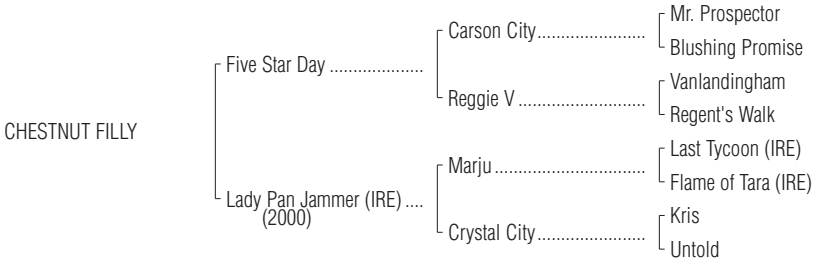 Mr. Prospector
Carson City.......................
Blushing Promise
Five Star Day ....................
Vanlandingham
Reggie V ...........................
Regent's Walk
CHESTNUT FILLY
Last Tycoon (IRE)
Marju................................
Flame of Tara (IRE)
Lady Pan Jammer (IRE) ....
(2000)
Kris
Crystal City.......................
Untold